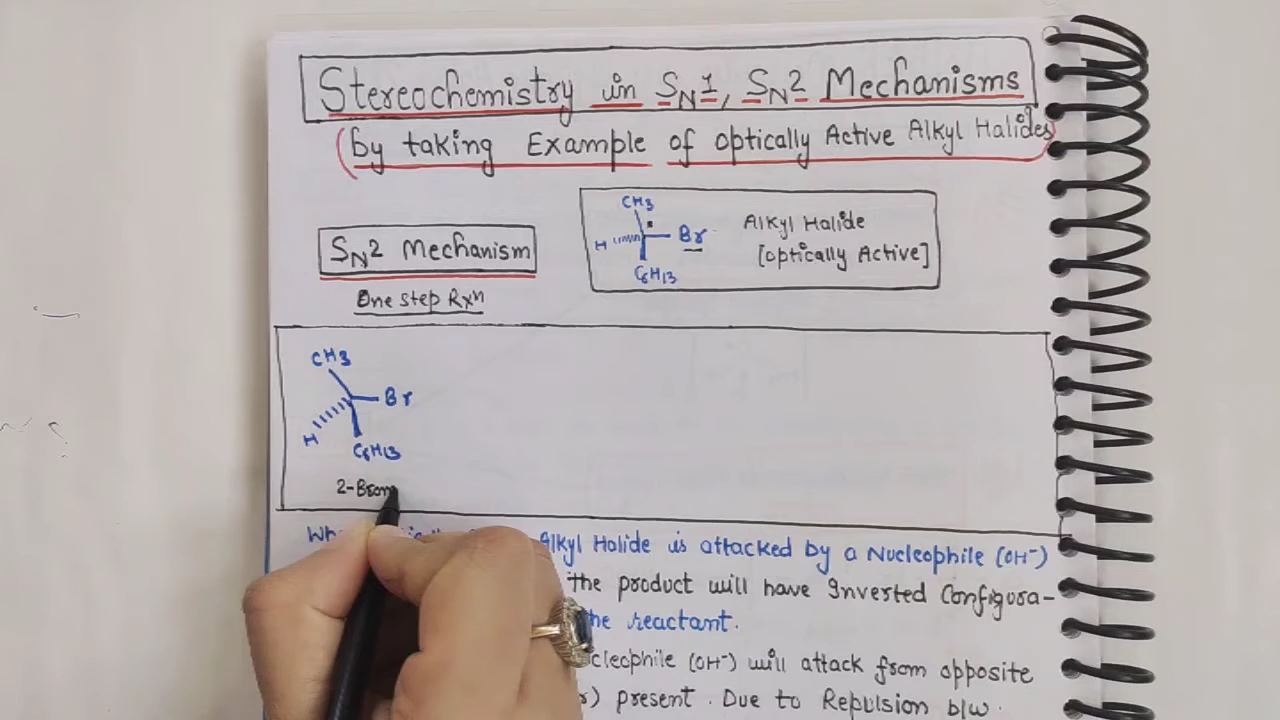 Stereochemistry in SN1, SN2 Mechanisms
(by taking Example of optically Active Alkyl Halides)
CH3
H Br
C6H13
Alkyl Halide
[optically Active]
SN2 Mechanism
One step Rxn
CH3
Br
H
C6H13
2-Brom
Alkyl Halide is attacked by a Nucleophile (OH-)
the product will have Inverted Configura-
the reactant.
(OH-) will attack from opposite
present. Due to Repulsion b/w.